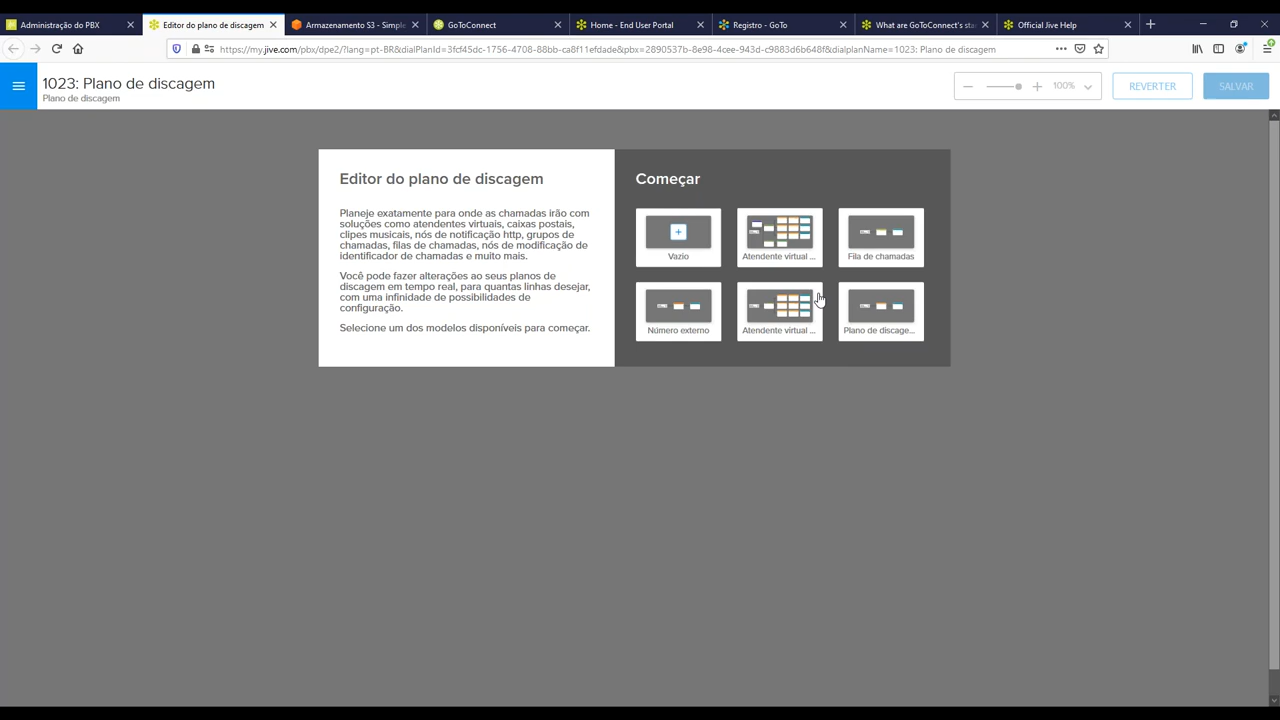 Administração do PBX
Editor do plano de discagem
Armazenamento S3 - Simple
GoToConnect
Home - End User Portal
Registro - GoTo
What are GoToConnect's sta
Official Jive Help
https://my.jive.com/pbx/dpe2/?lang=pt-BR&dialPlanId=3fcf45dc-1756-4708-88bb-ca8f11efdade&pbx=2890537b-8e98-4cee-943d-c9883d6b648f&dialplanName=1023: Plano de discagem
1023: Plano de discagem
Plano de discagem
100%
REVERTER
SALVAR
Editor do plano de discagem
Planeje exatamente para onde as chamadas irão com
soluções como atendentes virtuais, caixas postais,
clipes musicais, nós de notificação http, grupos de
chamadas, filas de chamadas, nós de modificação de
identificador de chamadas e muito mais.
Você pode fazer alterações ao seus planos de
discagem em tempo real, para quantas linhas desejar,
com uma infinidade de possibilidades de
configuração.
Selecione um dos modelos disponíveis para começar.
Começar
Vazio
Atendente virtual ...
Fila de chamadas
Número externo
Atendente virtual ...
Plano de discage...